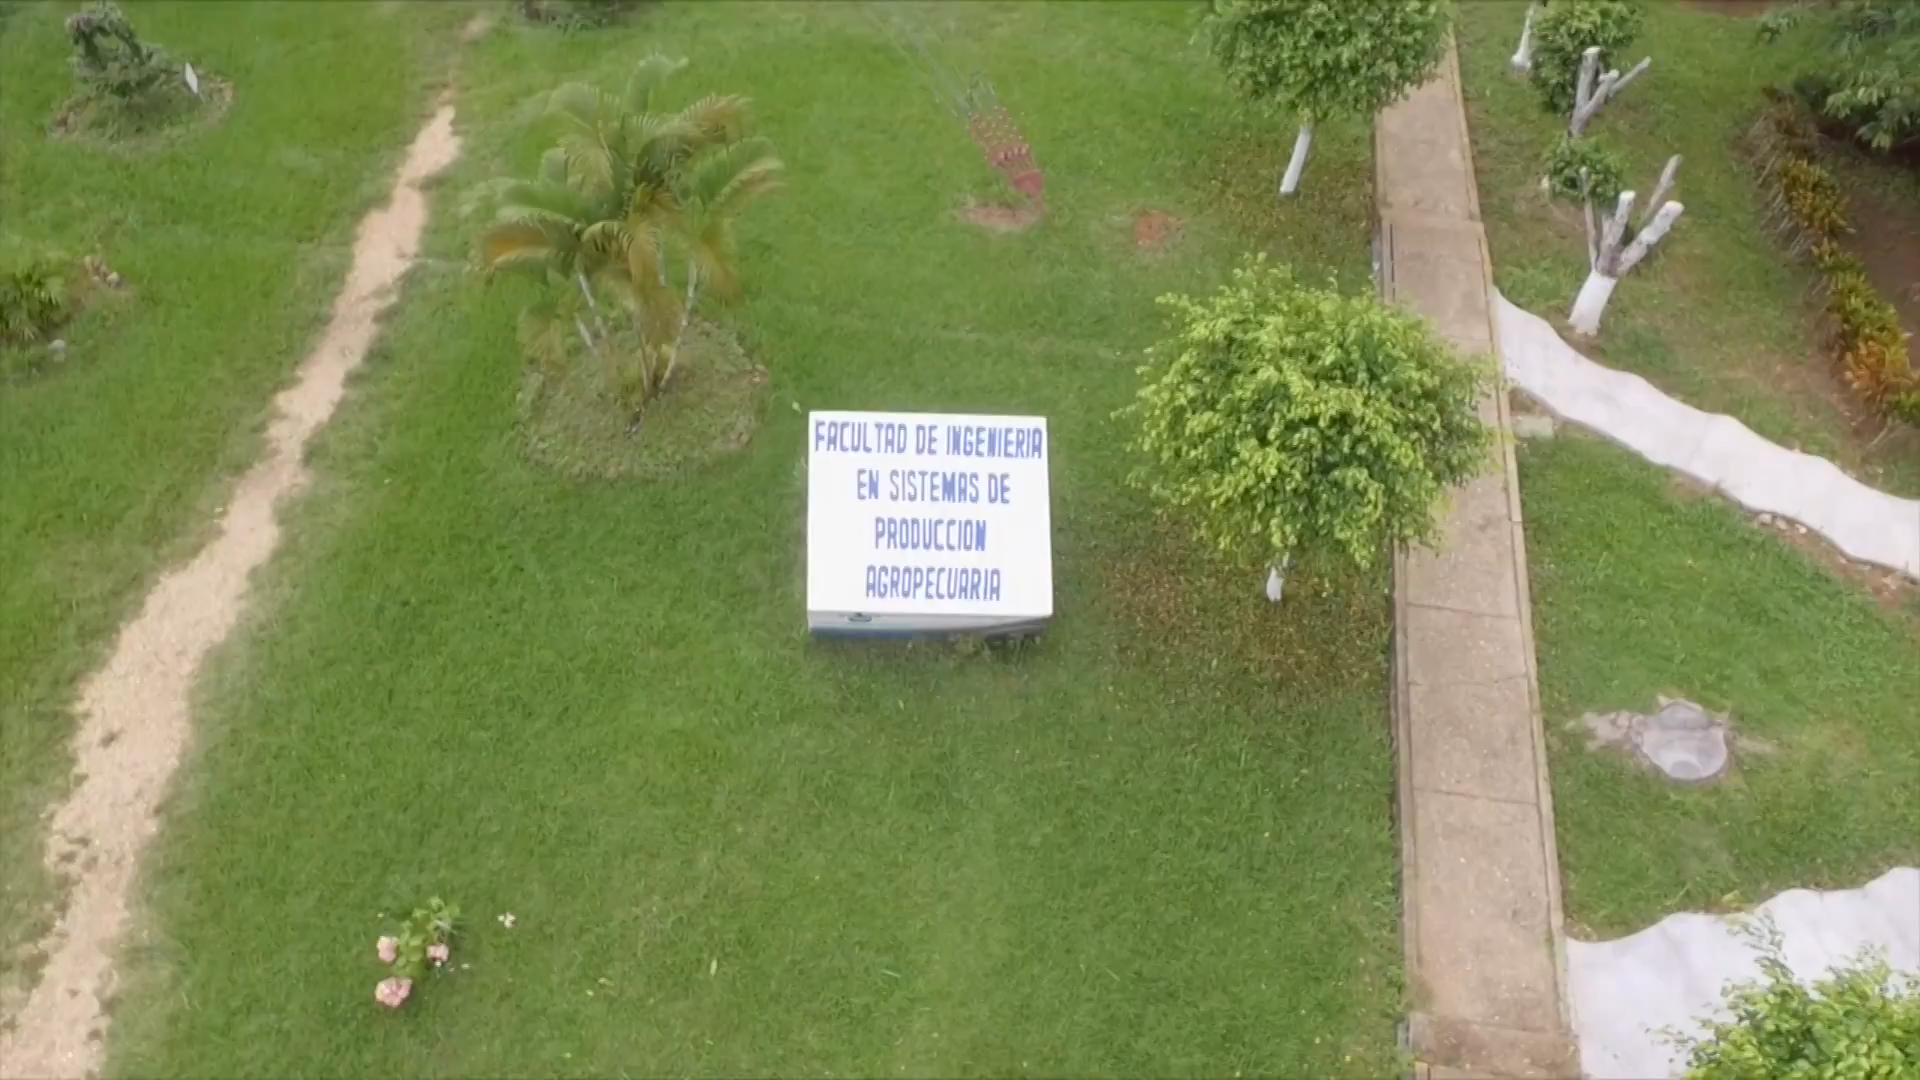 FACULTAD DE INGENIERIA
EN SISTEMAS DE
PRODUCCION
AGROPECUARIA